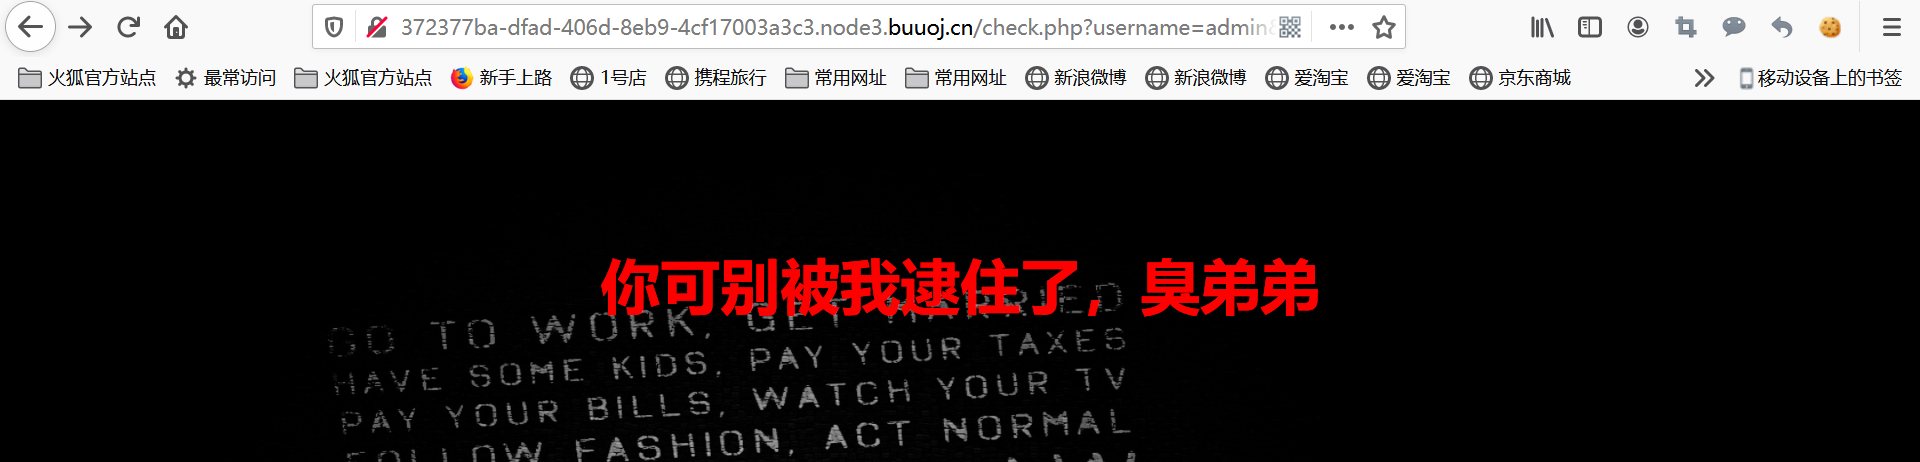 372377ba-dfad-406d-8eb9-4cf17003a3c3.node3.buuoj.cn/check.php?username=admin
火狐官方站点 最常访问 火狐官方站点 新手上路 1号店 携程旅行 常用网址 常用网址 新浪微博 新浪微博 爱淘宝 爱淘宝 京东商城 移动设备上的书签
你可别被我逮住了，臭弟弟
GO TO WORK, GET MARRIED
HAVE SOME KIDS, PAY YOUR TAXES
PAY YOUR BILLS, WATCH YOUR TV
FOLLOW FASHION, ACT NORMAL